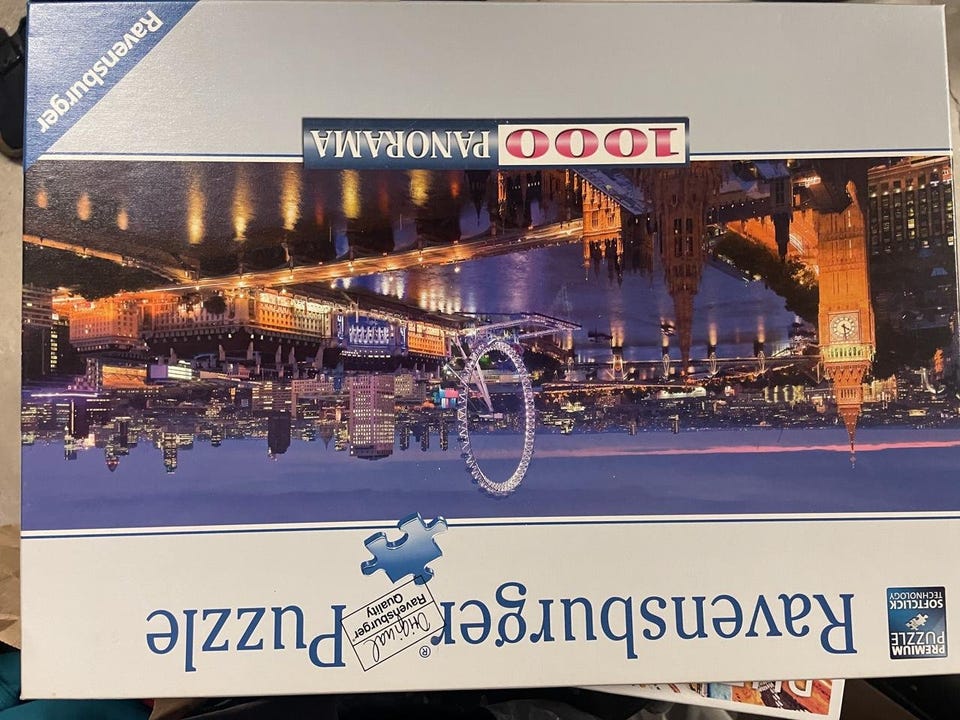 PREMIUM
PUZZLE
SOFTCLICK
TECHNOLOGY
Ravensburger® Puzzle
Original
Ravensburger
Quality
1000 PANORAMA
Ravensburger